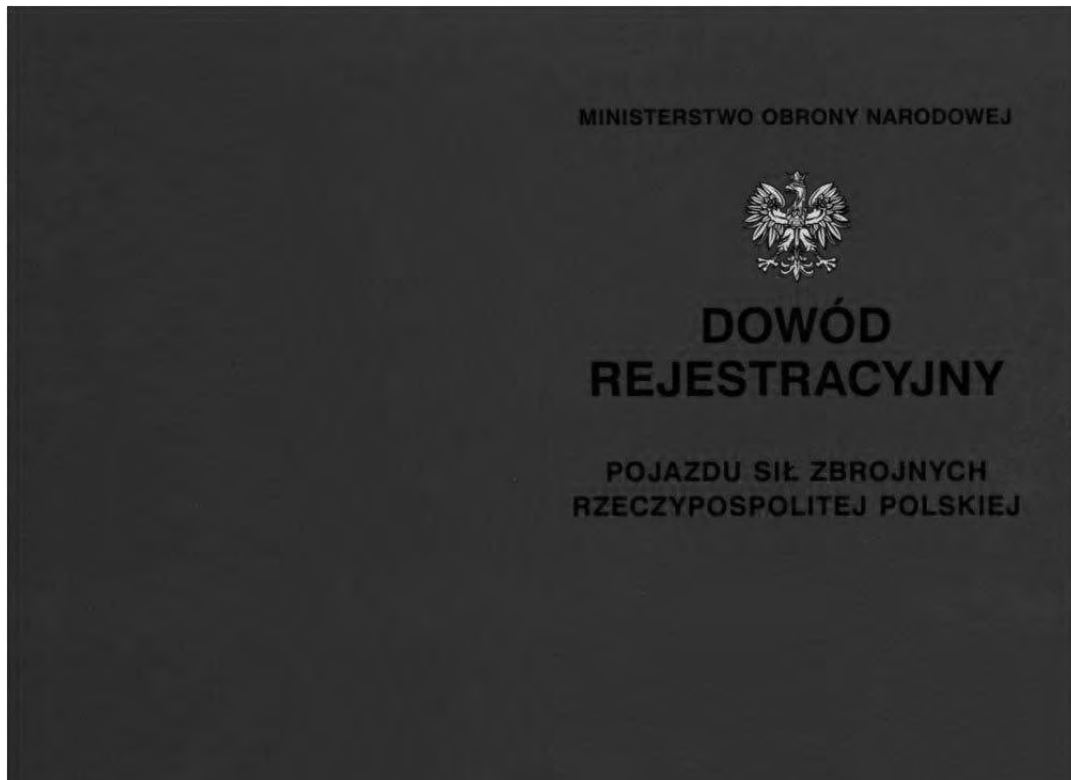 MINISTERSTWO OBRONY NARODOWEJ
DOWÓD
REJESTRACYJNY
POJAZDU SIŁ ZBROJNYCH
RZECZYPOSPOLITEJ POLSKIEJ